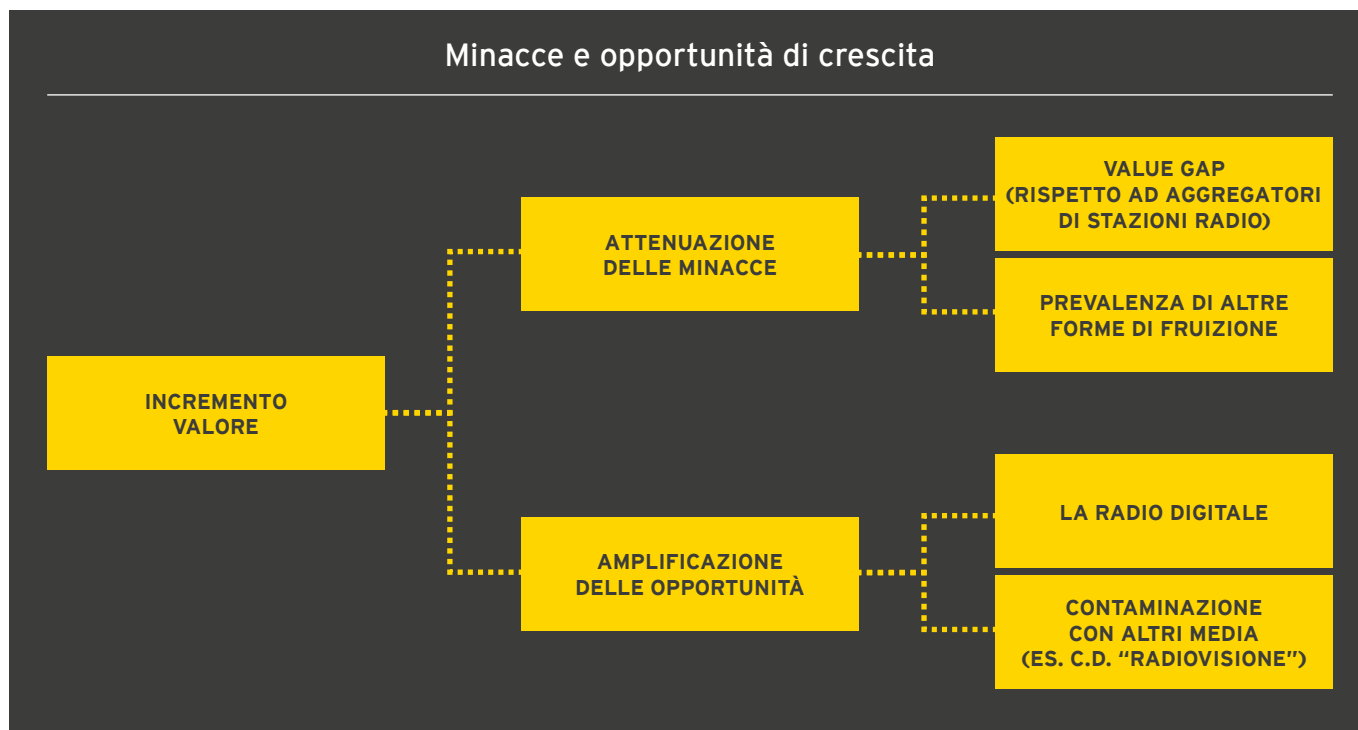 Minacce e opportunità di crescita
VALUE GAP
(RISPETTO AD AGGREGATORI
DI STAZIONI RADIO)
ATTENUAZIONE
DELLE MINACCE
PREVALENZA DI ALTRE
FORME DI FRUIZIONE
INCREMENTO
VALORE
LA RADIO DIGITALE
AMPLIFICAZIONE
DELLE OPPORTUNITÀ
CONTAMINAZIONE
CON ALTRI MEDIA
(ES. C.D. “RADIOVISIONE”)